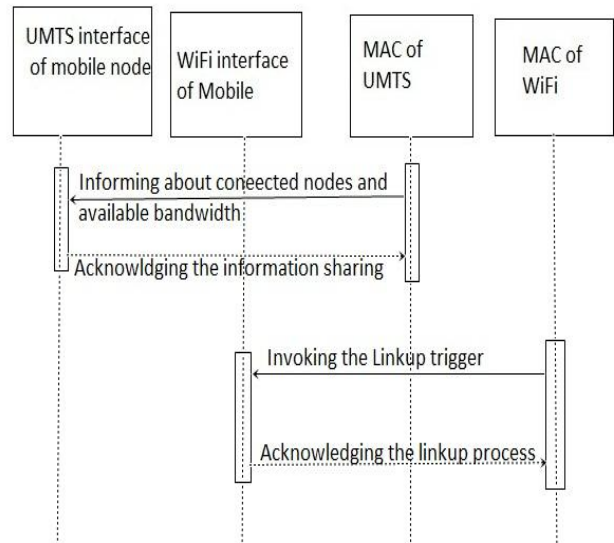 UMTS interface
of mobile node
WiFi interface
of Mobile
MAC of
UMTS
MAC of
WiFi
Informing about coneected nodes and
available bandwidth
Acknowldging the information sharing
Invoking the Linkup trigger
Acknowledging the linkup process